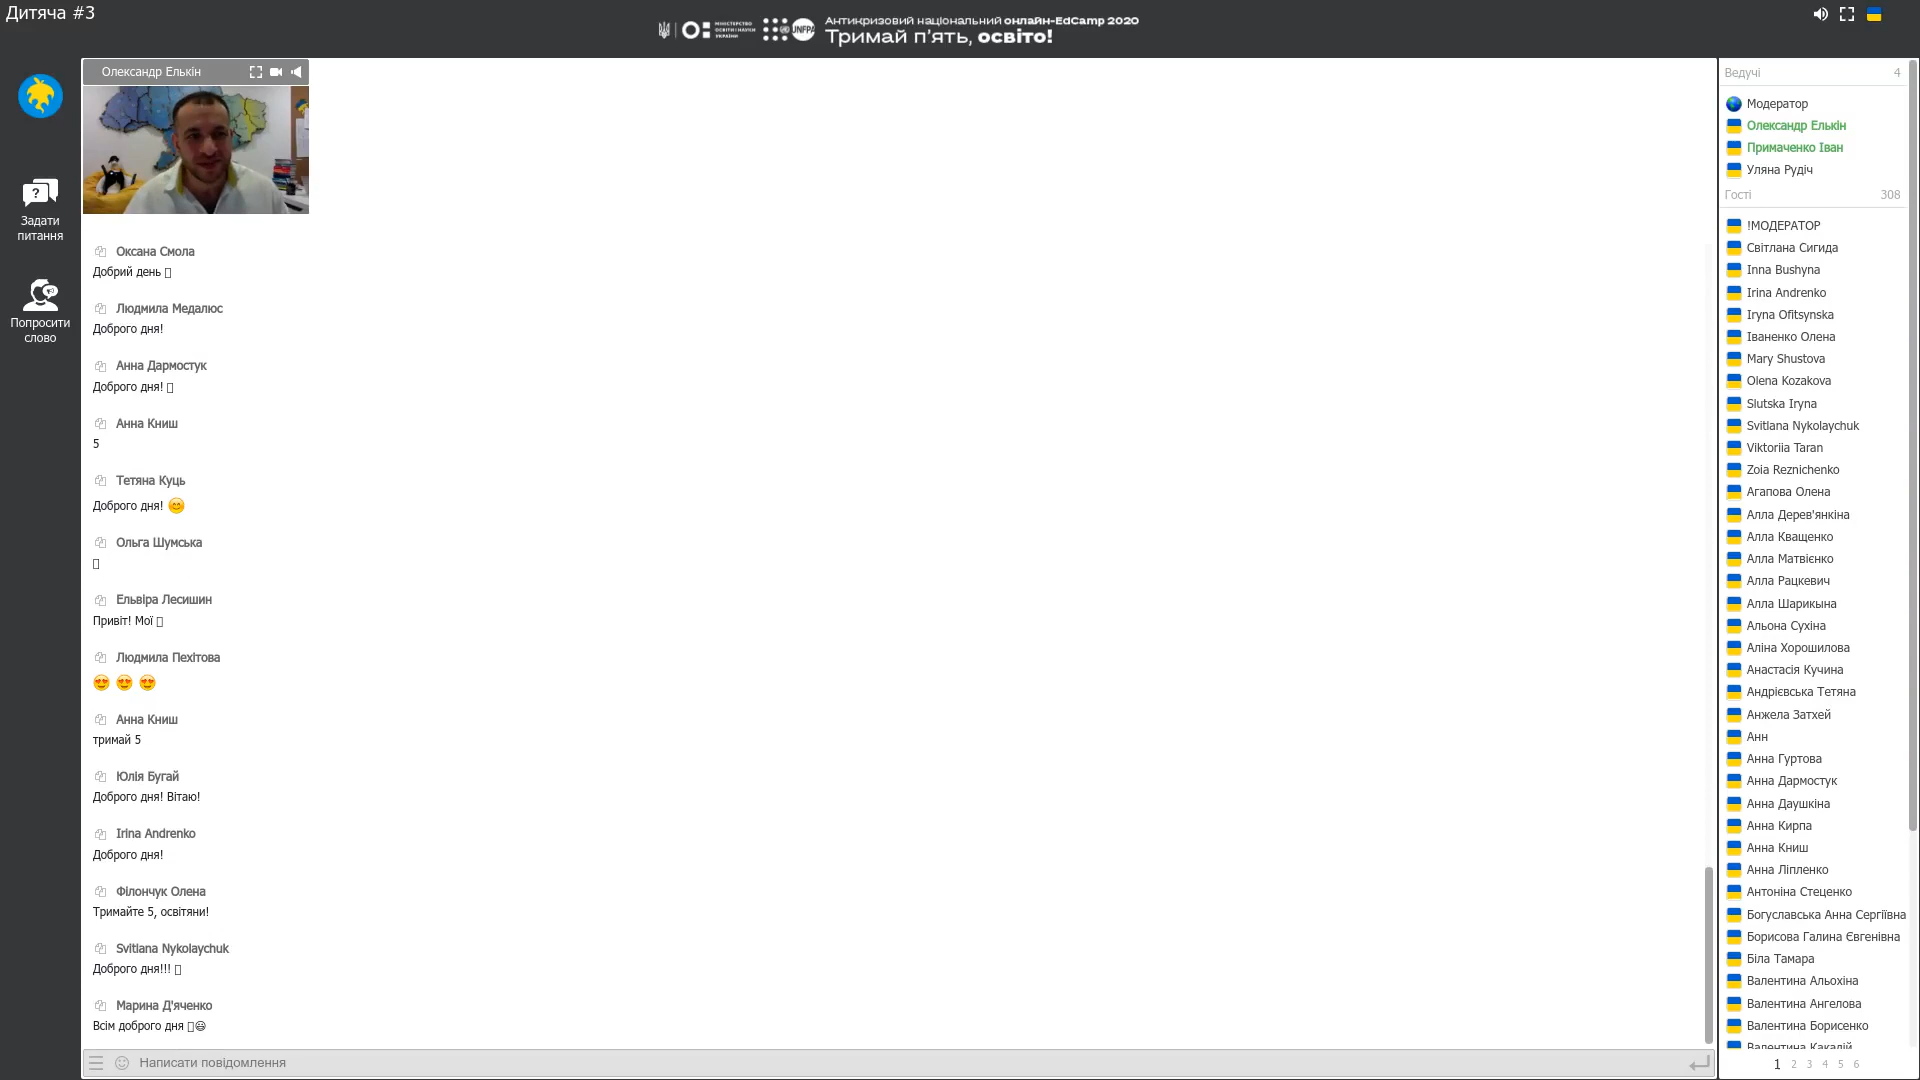 Дитяча #3
МІНІСТЕРСТВО
ОСВІТИ І НАУКИ
УКРАЇНИ
UNFPA
Антикризовий національний онлайн-EdCamp 2020
Тримай п'ять, освіто!
Задати
питання
Попросити
слово
Олександр Елькін
Оксана Смола
Добрий день
Людмила Медалюс
Доброго дня!
Анна Дармостук
Доброго дня!
Анна Книш
5
Тетяна Куць
Доброго дня! 😊
Ольга Шумська
Ельвіра Лесишин
Привіт! Мої
Людмила Пехітова
😍 😍 😍
Анна Книш
тримай 5
Юлія Бугай
Доброго дня! Вітаю!
Irina Andrenko
Доброго дня!
Філончук Олена
Тримайте 5, освітяни!
Svitlana Nykolaychuk
Доброго дня!!!
Марина Д'яченко
Всім доброго дня 😃
Написати повідомлення
Ведучі 4
Модератор
Олександр Елькін
Примаченко Іван
Уляна Рудіч
Гості 308
!МОДЕРАТОР
Світлана Сигида
Inna Bushyna
Irina Andrenko
Iryna Ofitsynska
Іваненко Олена
Mary Shustova
Olena Kozakova
Slutska Iryna
Svitlana Nykolaychuk
Viktoriia Taran
Zoia Reznichenko
Агапова Олена
Алла Дерев'янкіна
Алла Кващенко
Алла Матвієнко
Алла Рацкевич
Алла Шарикына
Альона Сухіна
Аліна Хорошилова
Анастасія Кучина
Андрієвська Тетяна
Анжела Затхей
Анн
Анна Гуртова
Анна Дармостук
Анна Даушкіна
Анна Кирпа
Анна Книш
Анна Ліпленко
Антоніна Стеценко
Богуславська Анна Сергіївна
Борисова Галина Євгенівна
Біла Тамара
Валентина Альохіна
Валентина Ангелова
Валентина Борисенко
Валентина Какадій
1 2 3 4 5 6